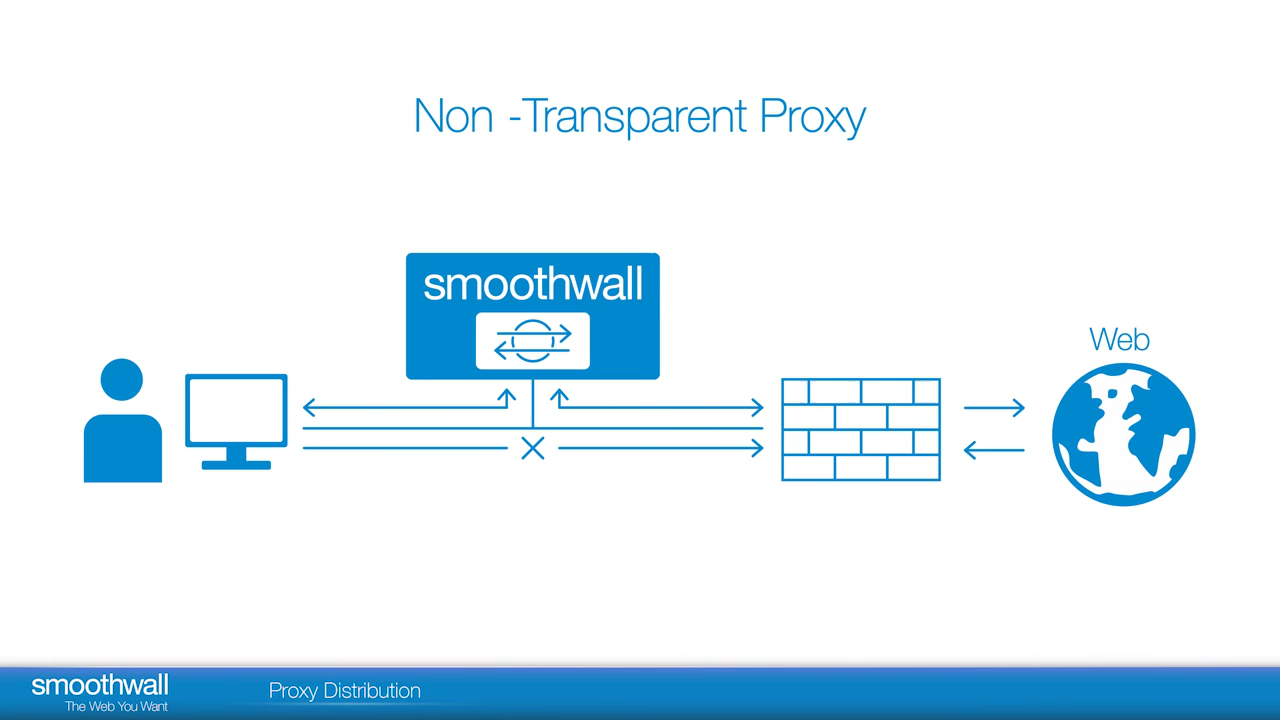 Non -Transparent Proxy
smoothwall
Web
smoothwall
The Web You Want
Proxy Distribution